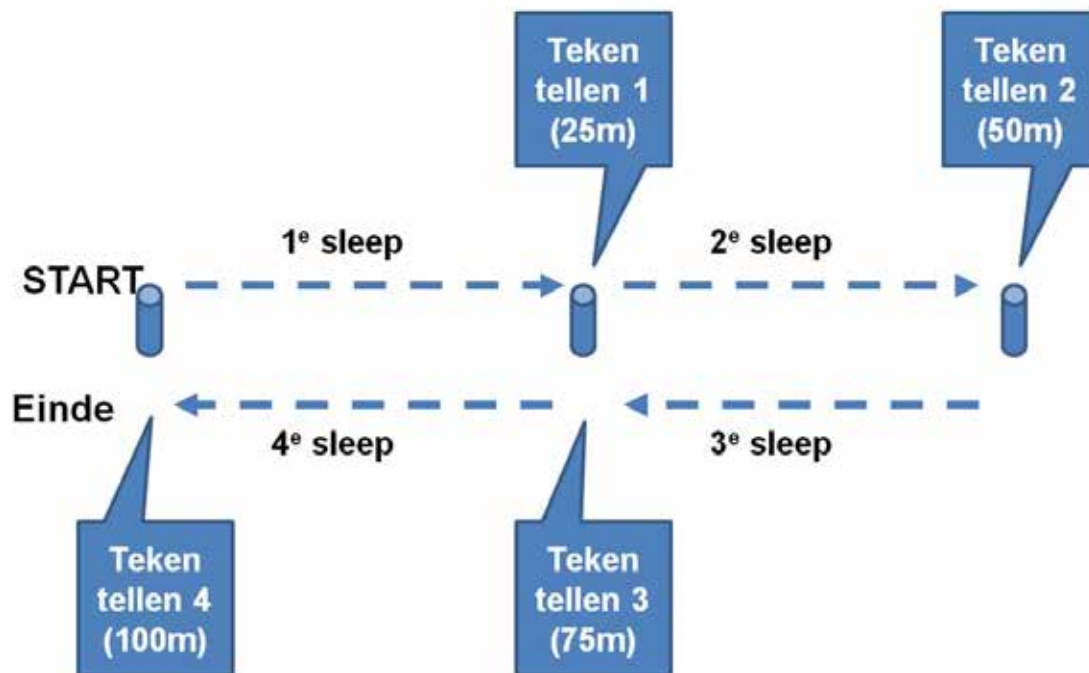 Teken
tellen 1
(25m)
Teken
tellen 2
(50m)
1e sleep
2e sleep
START
Einde
4e sleep
3e sleep
Teken
tellen 4
(100m)
Teken
tellen 3
(75m)